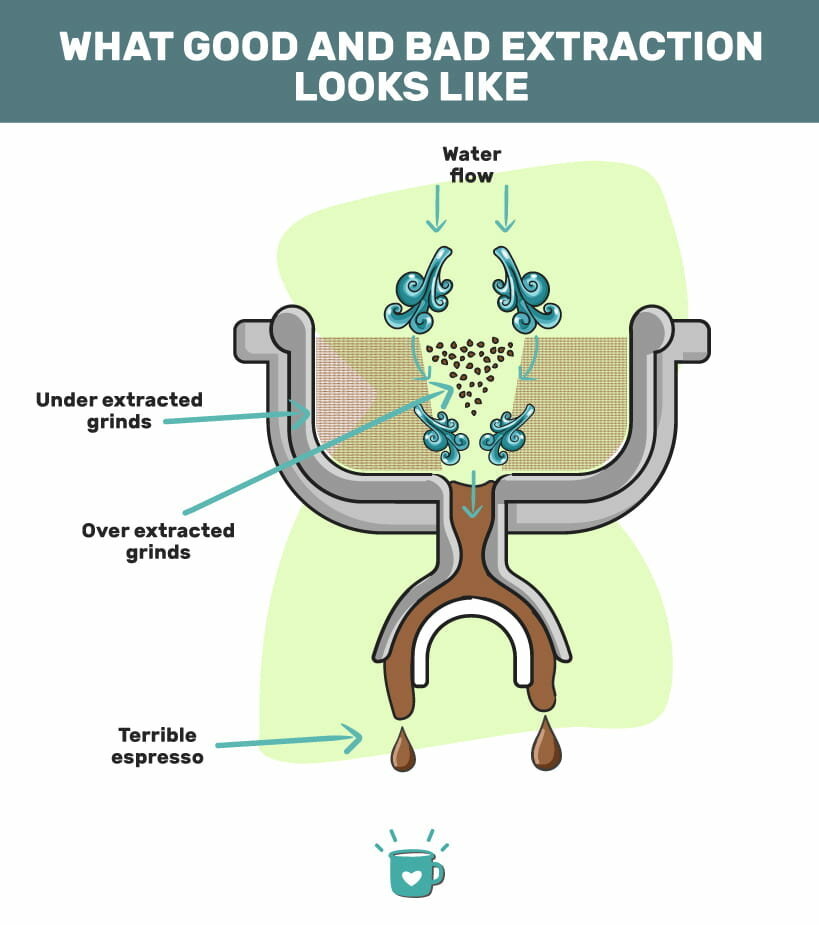 WHAT GOOD AND BAD EXTRACTION
LOOKS LIKE
Water
flow
Under extracted
grinds
Over extracted
grinds
Terrible
espresso